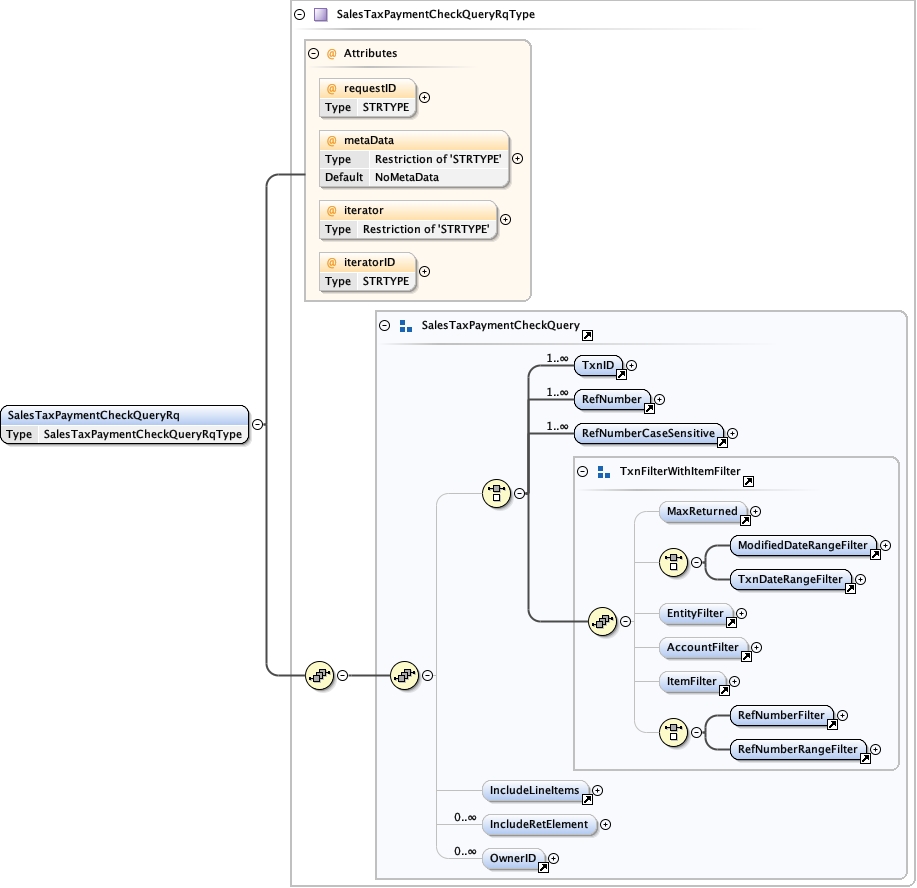 SalesTaxPaymentCheckQueryRqType
@ Attributes
@ requestID
Type STRTYPE
@ metaData
Type Restriction of 'STRTYPE'
Default NoMetaData
@ iterator
Type Restriction of 'STRTYPE'
@ iteratorID
Type STRTYPE
SalesTaxPaymentCheckQuery
1..∞
TxnID
1..∞
RefNumber
1..∞
RefNumberCaseSensitive
SalesTaxPaymentCheckQueryRq
Type SalesTaxPaymentCheckQueryRqType
TxnFilterWithItemFilter
MaxReturned
ModifiedDateRangeFilter
TxnDateRangeFilter
EntityFilter
AccountFilter
ItemFilter
RefNumberFilter
RefNumberRangeFilter
IncludeLineItems
0..∞
IncludeRetElement
0..∞
OwnerID